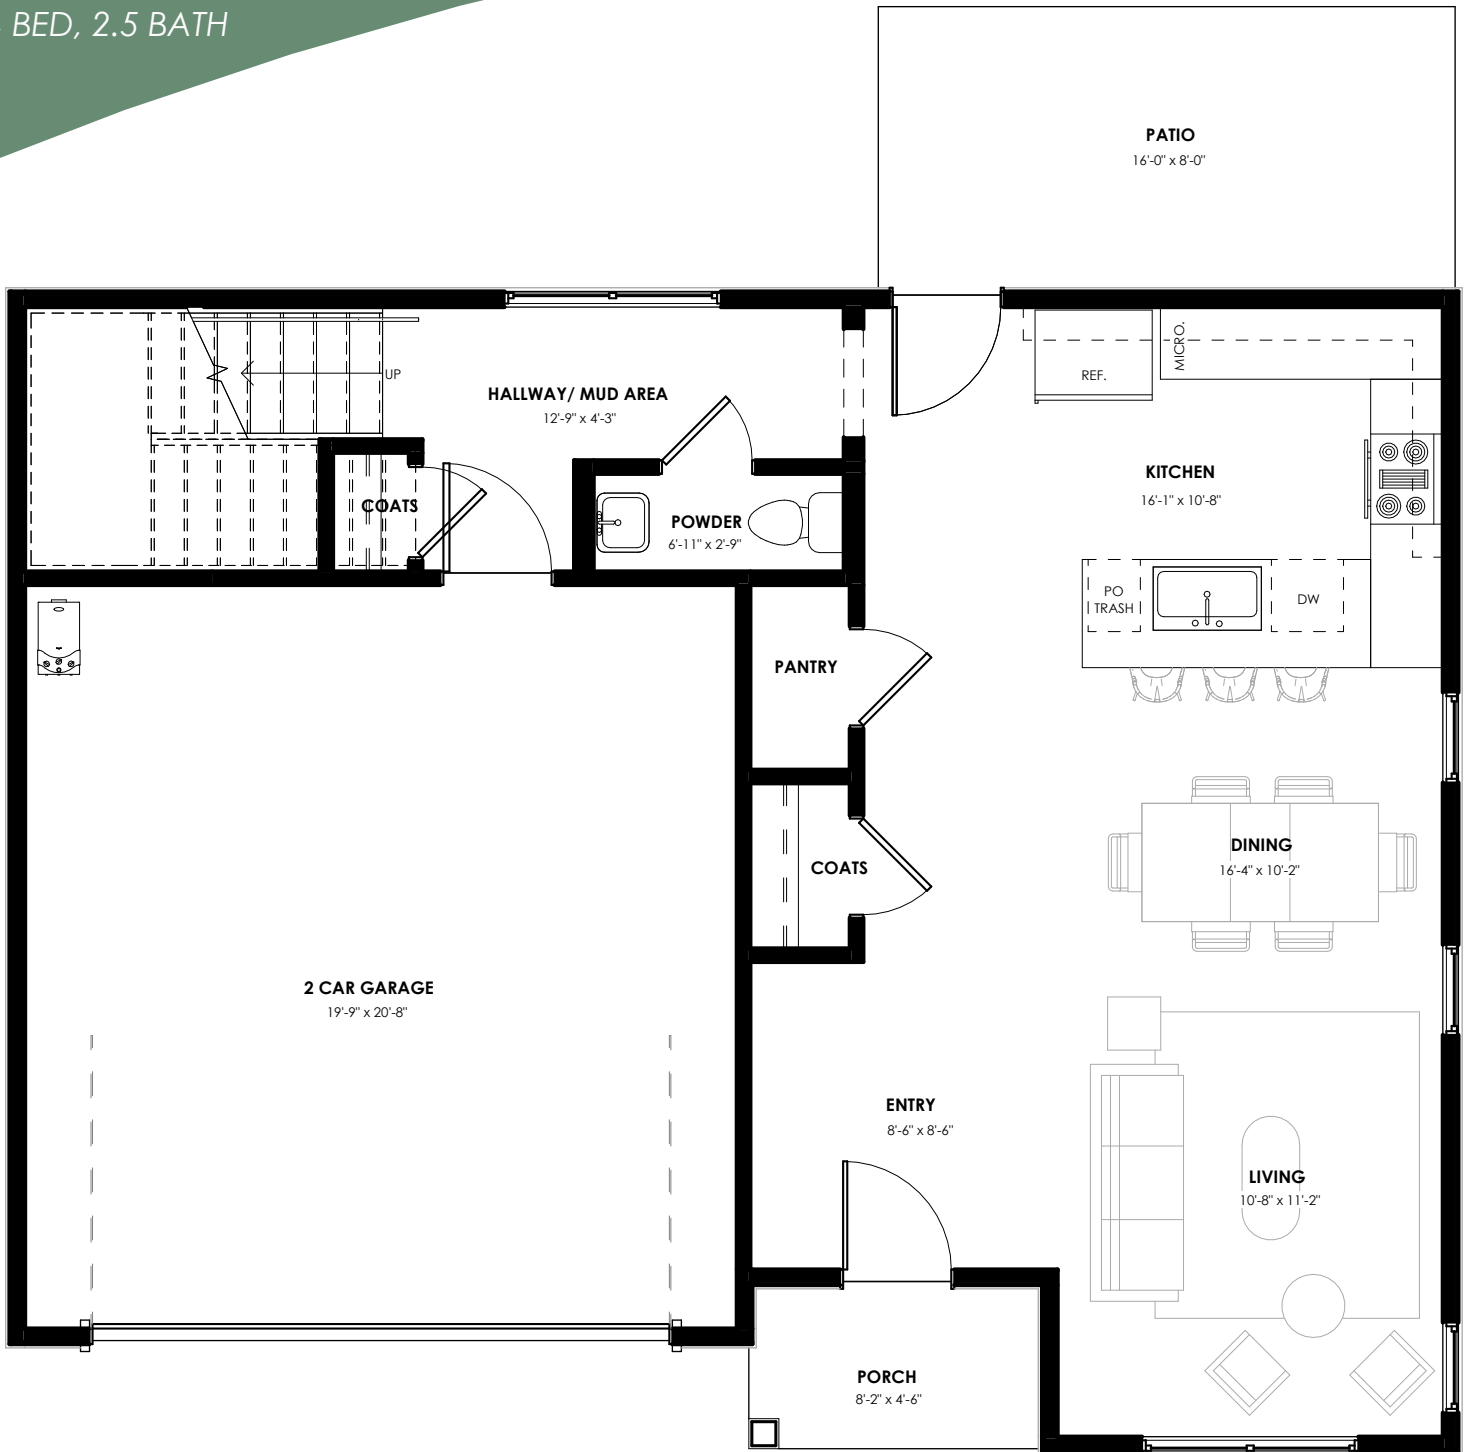 BED, 2.5 BATH
PATIO
16'-0" x 8'-0"
MICRO.
REF.
UP
HALLWAY/ MUD AREA
12'-9" x 4'-3"
KITCHEN
16'-1" x 10'-8"
COATS
POWDER
6'-11" x 2'-9"
PO
TRASH
DW
PANTRY
DINING
16'-4" x 10'-2"
COATS
2 CAR GARAGE
19'-9" x 20'-8"
ENTRY
8'-6" x 8'-6"
LIVING
10'-8" x 11'-2"
PORCH
8'-2" x 4'-6"